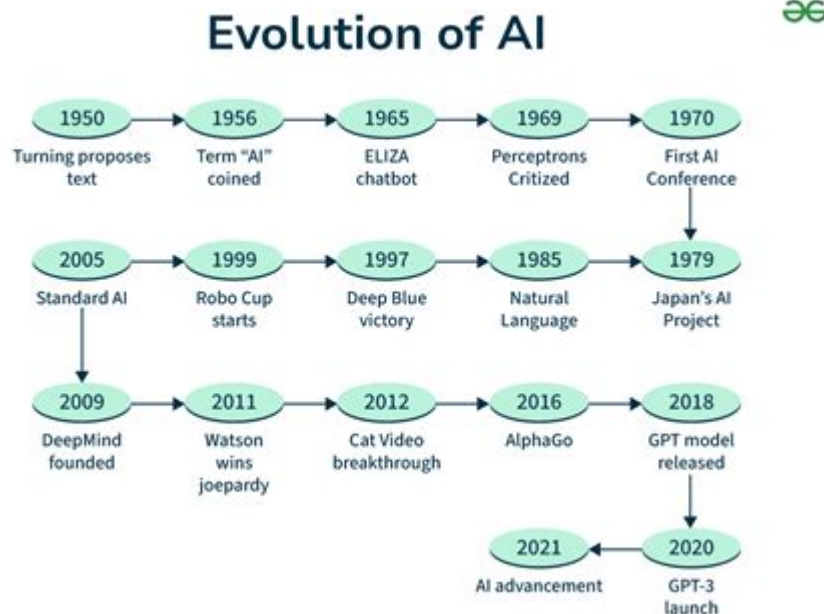 Evolution of AI
1950
1956
1965
1969
1970
Turning proposes
text
Term “AI”
coined
ELIZA
chatbot
Perceptrons
Critized
First AI
Conference
2005
1999
1997
1985
1979
Standard AI
Robo Cup
starts
Deep Blue
victory
Natural
Language
Japan's AI
Project
2009
2011
2012
2016
2018
DeepMind
founded
Watson
wins
joepardy
Cat Video
breakthrough
AlphaGo
GPT model
released
2021
2020
AI advancement
GPT-3
launch